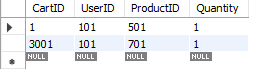 CartID UserID ProductID Quantity
1 101 501 1
3001 101 701 1
NULL NULL NULL NULL